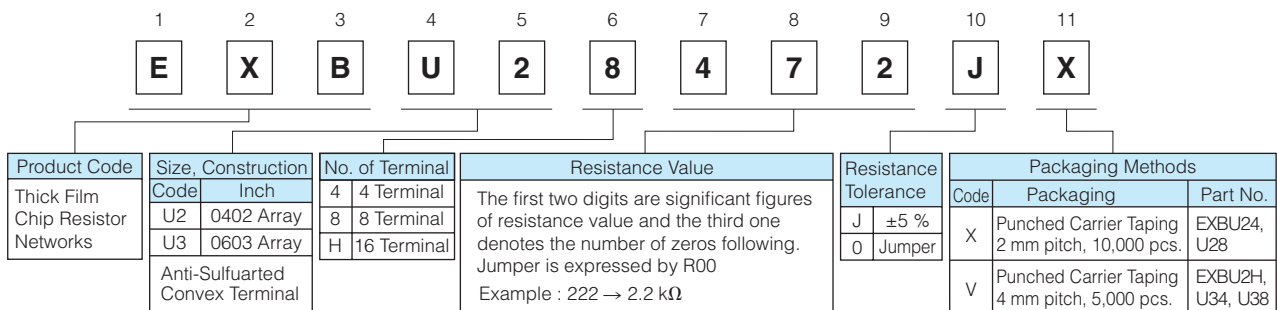 1 2 3 4 5 6 7 8 9 10 11
E X B U 2 8 4 7 2 J X
Product Code
Thick Film
Chip Resistor
Networks
Size, Construction
Code Inch
U2 0402 Array
U3 0603 Array
Anti-Sulfuarted
Convex Terminal
No. of Terminal
4 4 Terminal
8 8 Terminal
H 16 Terminal
Resistance Value
The first two digits are significant figures
of resistance value and the third one
denotes the number of zeros following.
Jumper is expressed by R00
Example : 222 → 2.2 kΩ
Resistance
Tolerance
J ±5 %
0 Jumper
Packaging Methods
Code Packaging Part No.
X Punched Carrier Taping EXBU24,
2 mm pitch, 10,000 pcs. U28
V Punched Carrier Taping EXBU2H,
4 mm pitch, 5,000 pcs. U34, U38